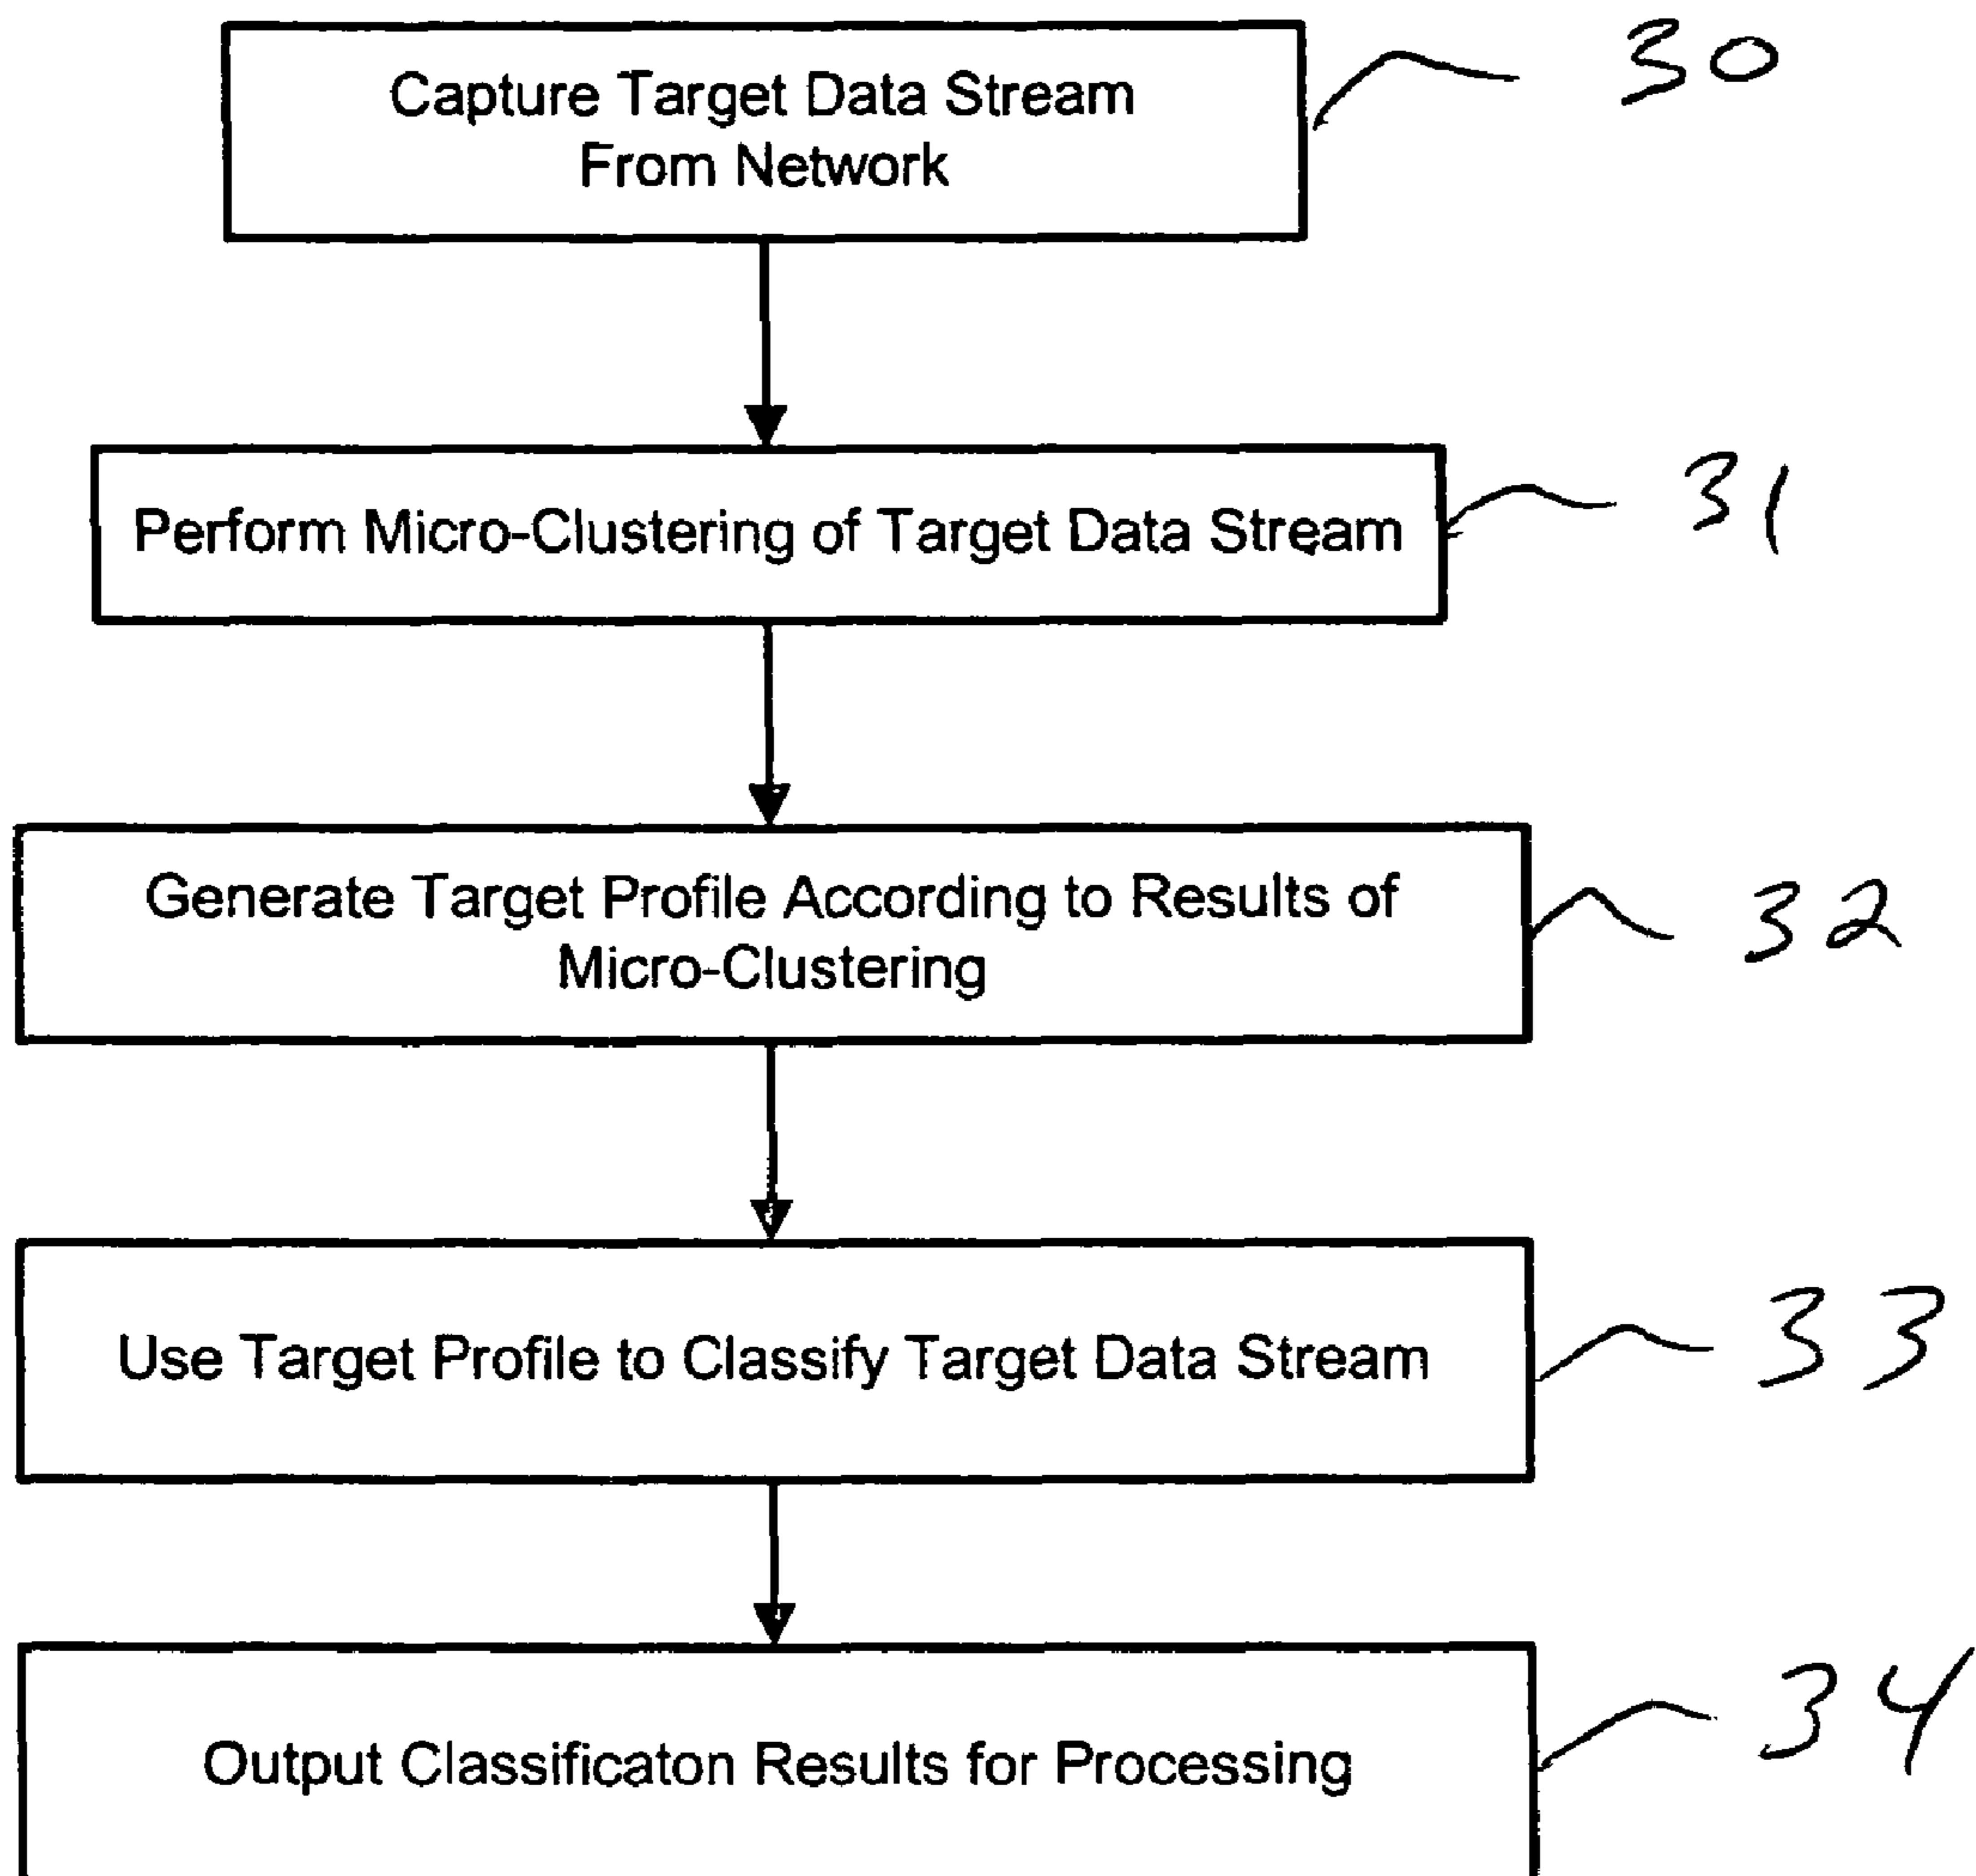 Capture Target Data Stream
From Network
30
Perform Micro-Clustering of Target Data Stream
31
Generate Target Profile According to Results of
Micro-Clustering
32
Use Target Profile to Classify Target Data Stream
33
Output Classificaton Results for Processing
34